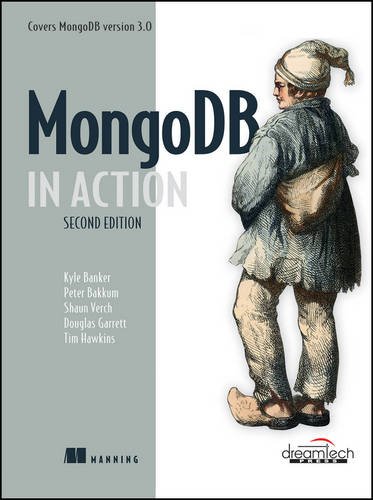 Covers MongoDB version 3.0
MongoDB
IN ACTION
SECOND EDITION
Kyle Banker
Peter Bakkum
Shaun Verch
Douglas Garrett
Tim Hawkins
MANNING
dreamtech
PRESS